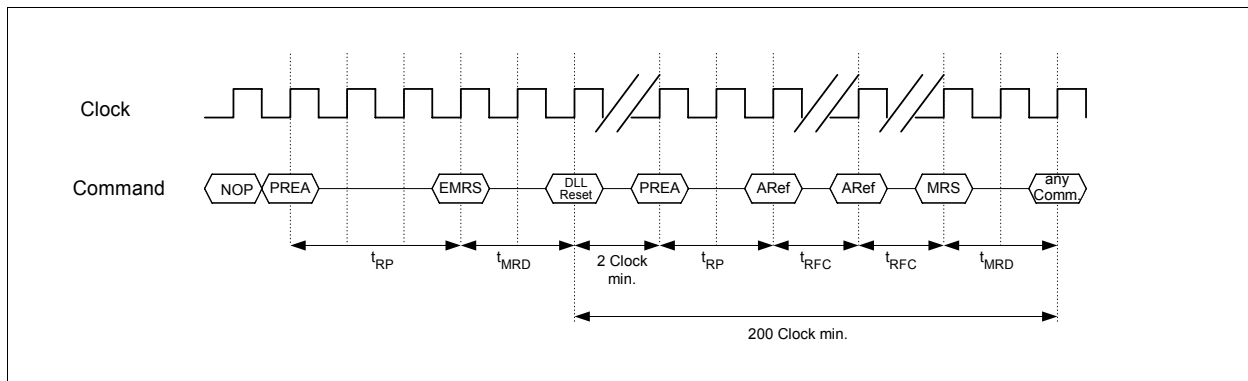 Clock
Command
NOP
PREA
EMRS
DLL
Reset
PREA
ARef
ARef
MRS
any
Comm.
tRP
tMRD
2 Clock
min.
tRP
tRFC
tRFC
tMRD
200 Clock min.